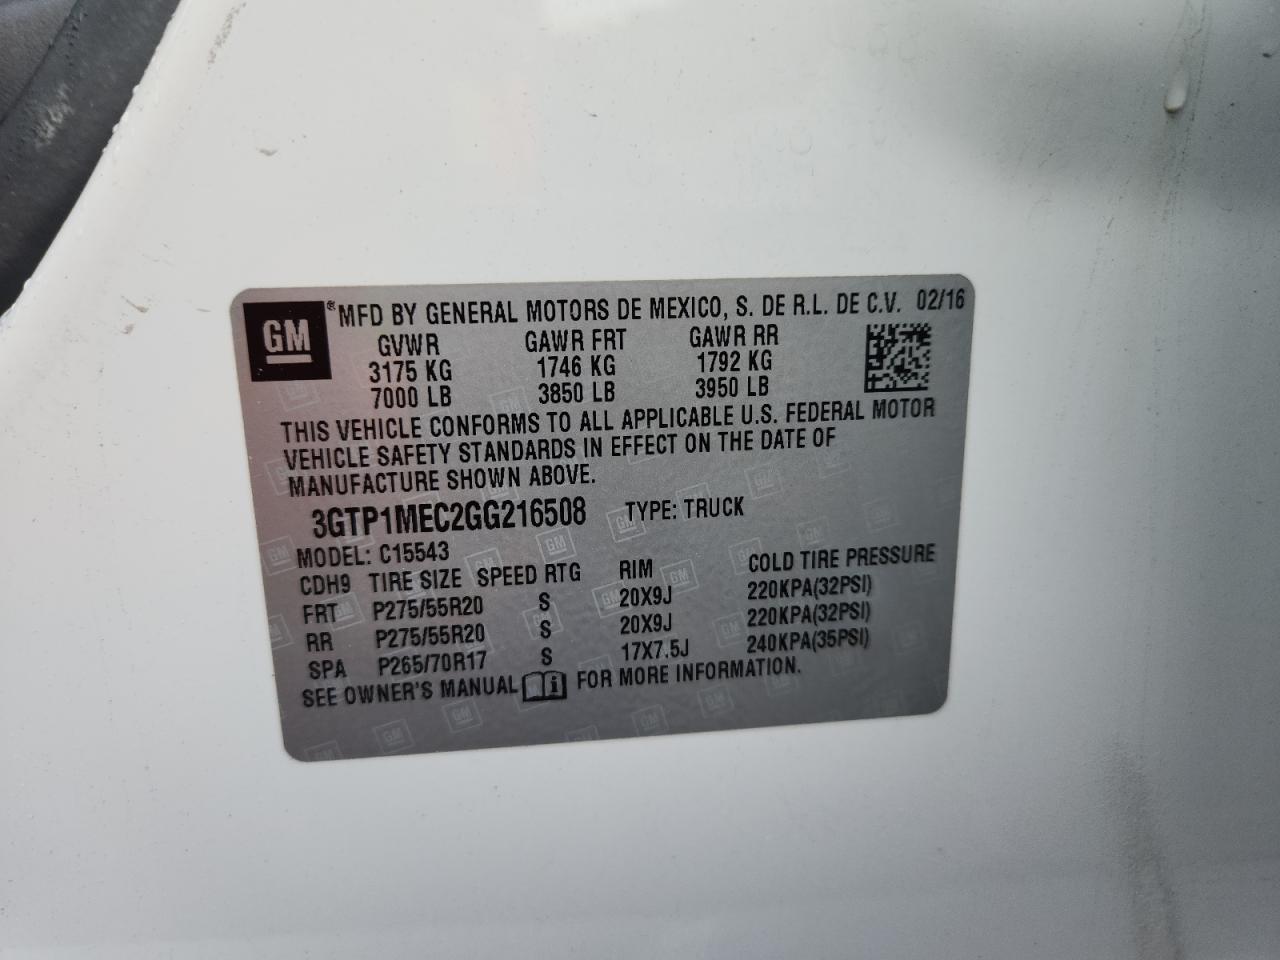 GM ® MFD BY GENERAL MOTORS DE MEXICO, S. DE R.L. DE C.V. 02/16
GVWR GAWR FRT GAWR RR
3175 KG 1746 KG 1792 KG
7000 LB 3850 LB 3950 LB
THIS VEHICLE CONFORMS TO ALL APPLICABLE U.S. FEDERAL MOTOR
VEHICLE SAFETY STANDARDS IN EFFECT ON THE DATE OF
MANUFACTURE SHOWN ABOVE.
3GTP1MEC2GG216508 TYPE: TRUCK
MODEL: C15543
CDH9 TIRE SIZE SPEED RTG RIM COLD TIRE PRESSURE
FRT P275/55R20 S 20X9J 220KPA(32PSI)
RR P275/55R20 S 20X9J 220KPA(32PSI)
SPA P265/70R17 S 17X7.5J 240KPA(35PSI)
SEE OWNER'S MANUAL i FOR MORE INFORMATION.